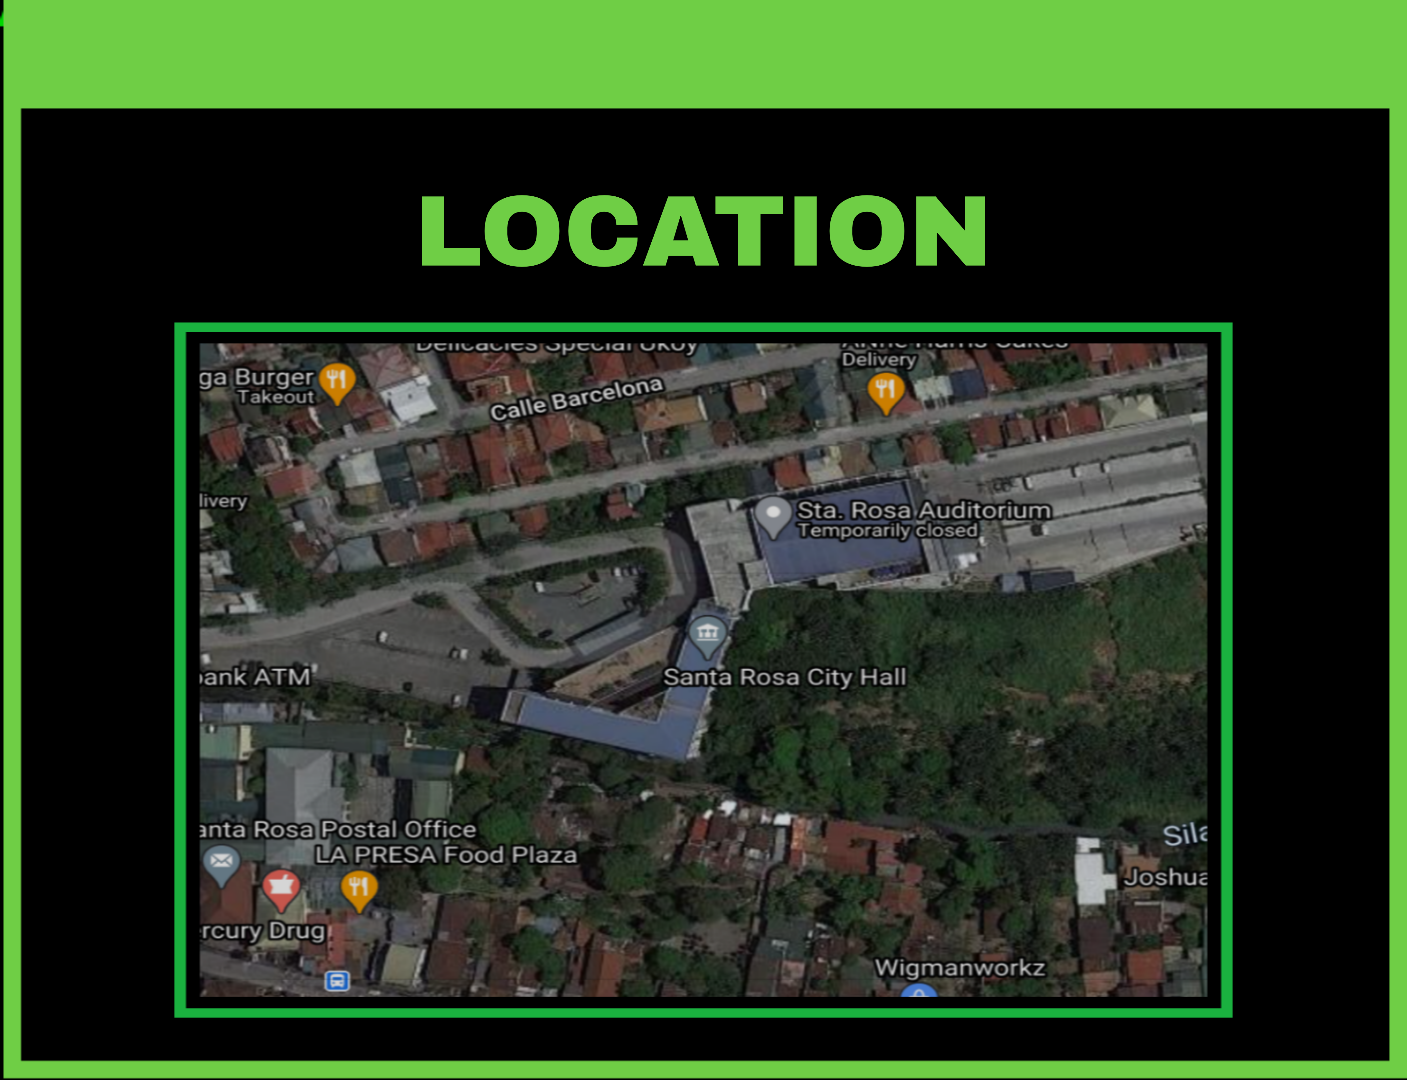 LOCATION
Delicacies Special Ukoy
Delivery
ga Burger
Takeout
Calle Barcelona
livery
Sta. Rosa Auditorium
Temporarily closed
ank ATM
Santa Rosa City Hall
anta Rosa Postal Office
LA PRESA Food Plaza
Sila
Joshua
rcury Drug
Wigmanworkz